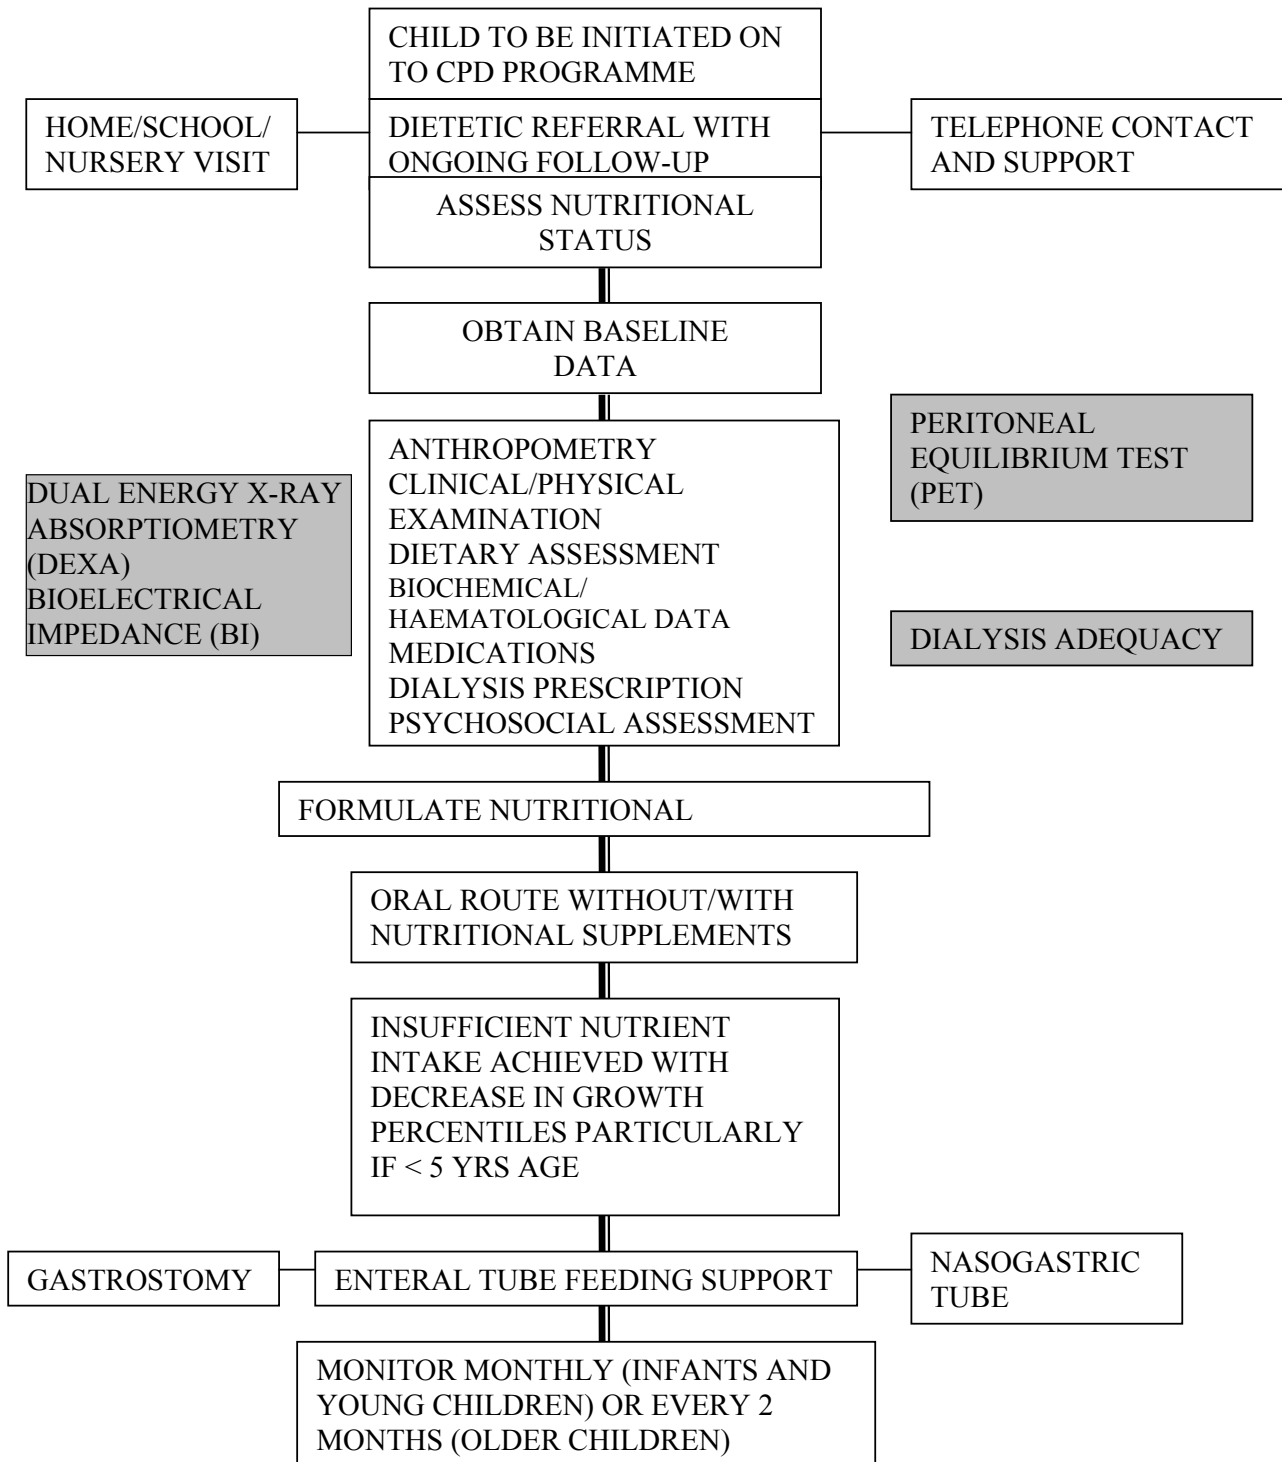 CHILD TO BE INITIATED ON
TO CPD PROGRAMME
HOME/SCHOOL/
NURSERY VISIT
DIETETIC REFERRAL WITH
ONGOING FOLLOW-UP
TELEPHONE CONTACT
AND SUPPORT
ASSESS NUTRITIONAL
STATUS
OBTAIN BASELINE
DATA
DUAL ENERGY X-RAY
ABSORPTIOMETRY
(DEXA)
BIOELECTRICAL
IMPEDANCE (BI)
ANTHROPOMETRY
CLINICAL/PHYSICAL
EXAMINATION
DIETARY ASSESSMENT
BIOCHEMICAL/
HAEMATOLOGICAL DATA
MEDICATIONS
DIALYSIS PRESCRIPTION
PSYCHOSOCIAL ASSESSMENT
PERITONEAL
EQUILIBRIUM TEST
(PET)
DIALYSIS ADEQUACY
FORMULATE NUTRITIONAL
ORAL ROUTE WITHOUT/WITH
NUTRITIONAL SUPPLEMENTS
INSUFFICIENT NUTRIENT
INTAKE ACHIEVED WITH
DECREASE IN GROWTH
PERCENTILES PARTICULARLY
IF < 5 YRS AGE
GASTROSTOMY
ENTERAL TUBE FEEDING SUPPORT
NASOGASTRIC
TUBE
MONITOR MONTHLY (INFANTS AND
YOUNG CHILDREN) OR EVERY 2
MONTHS (OLDER CHILDREN)